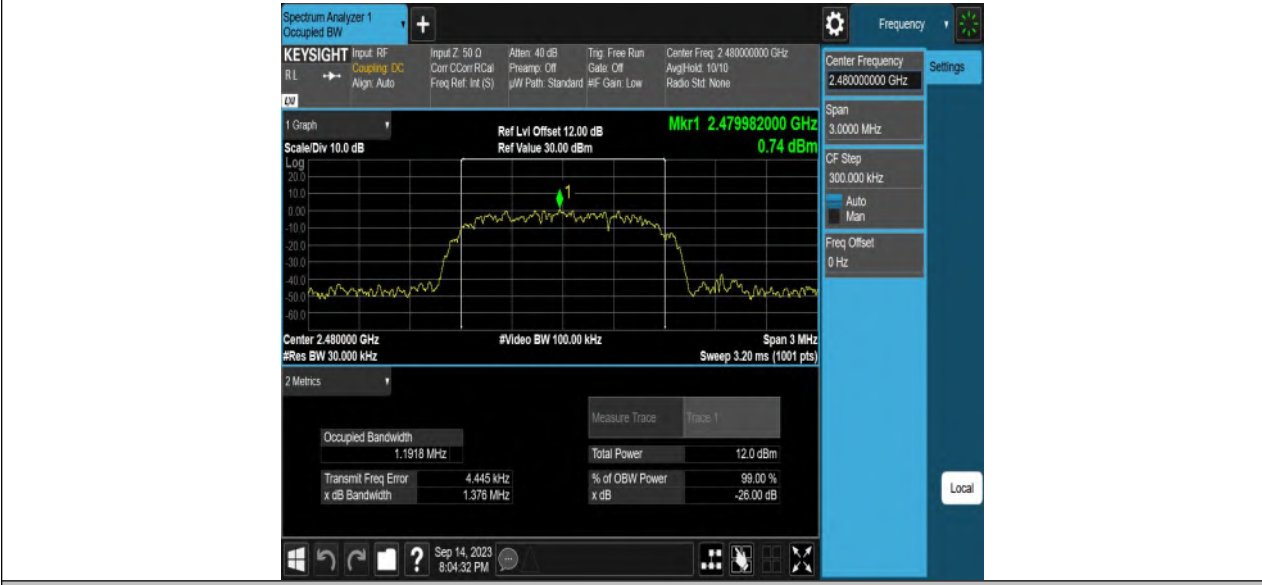 Spectrum Analyzer 1
Occupied BW
+
Frequency
KEYSIGHT
RL
LXI
Input: RF
Coupling: DC
Align: Auto
Input Z: 50 Ω
Corr CCorr RCal
Freq Ref: Int (S)
Atten: 40 dB
Preamp: Off
µW Path: Standard
Trig: Free Run
Gate: Off
#IF Gain: Low
Center Freq: 2.480000000 GHz
Avg|Hold: 10/10
Radio Std: None
Center Frequency
2.480000000 GHz
Settings
Span
3.0000 MHz
CF Step
300.000 kHz
Auto
Man
Freq Offset
0 Hz
Local
1 Graph
Scale/Div 10.0 dB
Ref Lvl Offset 12.00 dB
Ref Value 30.00 dBm
Mkr1 2.479982000 GHz
0.74 dBm
Log
20.0
10.0
0.00
-10.0
-20.0
-30.0
-40.0
-50.0
-60.0
1
Center 2.480000 GHz
#Res BW 30.000 kHz
#Video BW 100.00 kHz
Span 3 MHz
Sweep 3.20 ms (1001 pts)
2 Metrics
Measure Trace Trace 1
Occupied Bandwidth
1.1918 MHz
Total Power 12.0 dBm
Transmit Freq Error 4.445 kHz
% of OBW Power 99.00 %
x dB Bandwidth 1.376 MHz
x dB -26.00 dB
?
Sep 14, 2023
8:04:32 PM